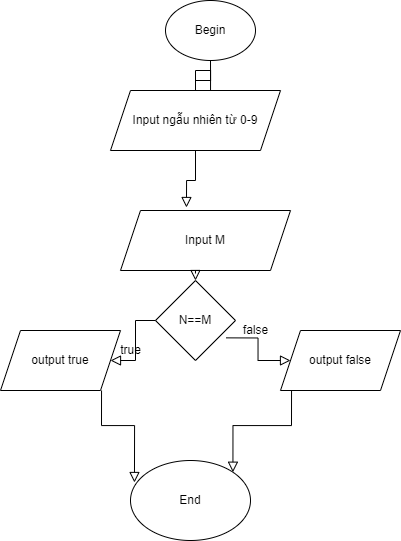 Begin
Input ngẫu nhiên từ 0-9
Input M
N==M
false
true
output true
output false
End